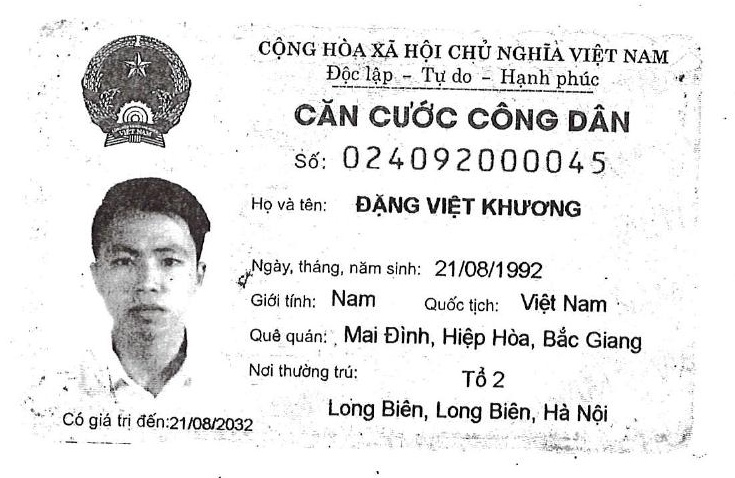 CỘNG HÒA XÃ HỘI CHỦ NGHĨA VIỆT NAM
Độc lập – Tự do – Hạnh phúc
CĂN CƯỚC CÔNG DÂN
Số: 024092000045
Họ và tên: ĐẶNG VIỆT KHƯƠNG
Ngày, tháng, năm sinh: 21/08/1992
Giới tính: Nam Quốc tịch: Việt Nam
Quê quán: Mai Đình, Hiệp Hòa, Bắc Giang
Nơi thường trú: Tổ 2
Long Biên, Long Biên, Hà Nội
Có giá trị đến:21/08/2032
VIỆT NAM